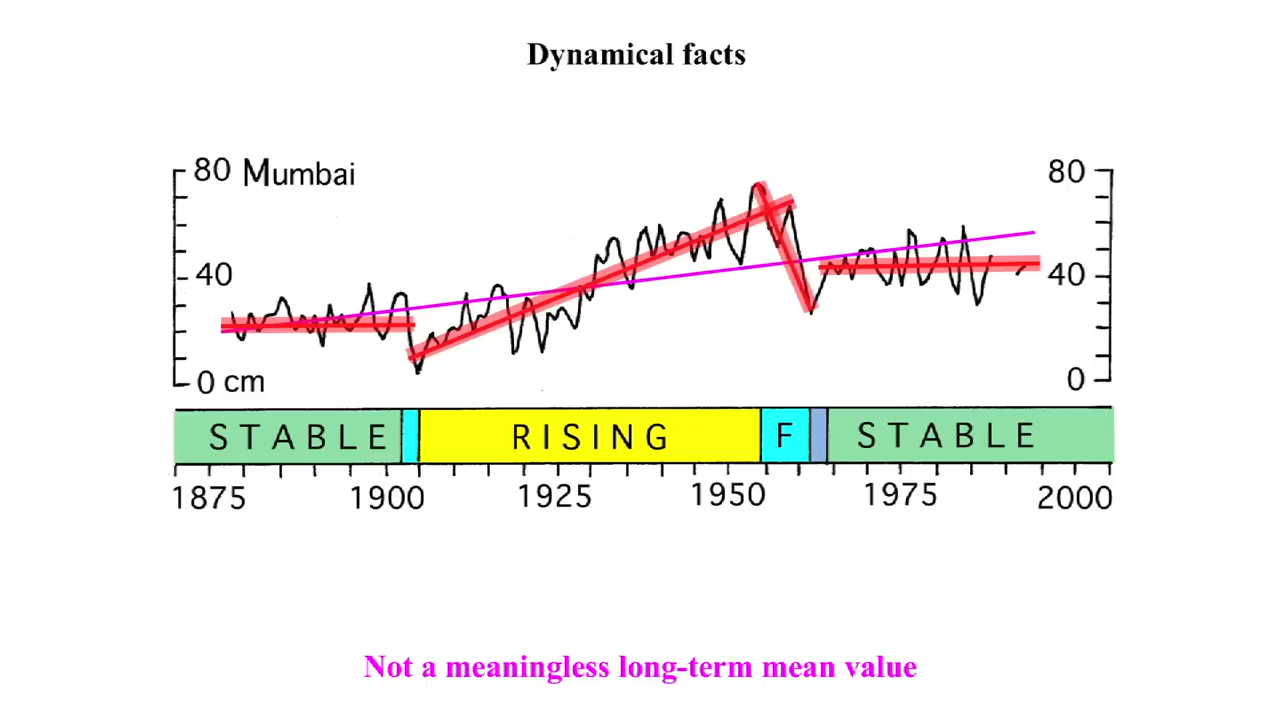 Dynamical facts
80 Mumbai 80
40 40
0 cm 0
STABLE RISING F STABLE
1875 1900 1925 1950 1975 2000
Not a meaningless long-term mean value